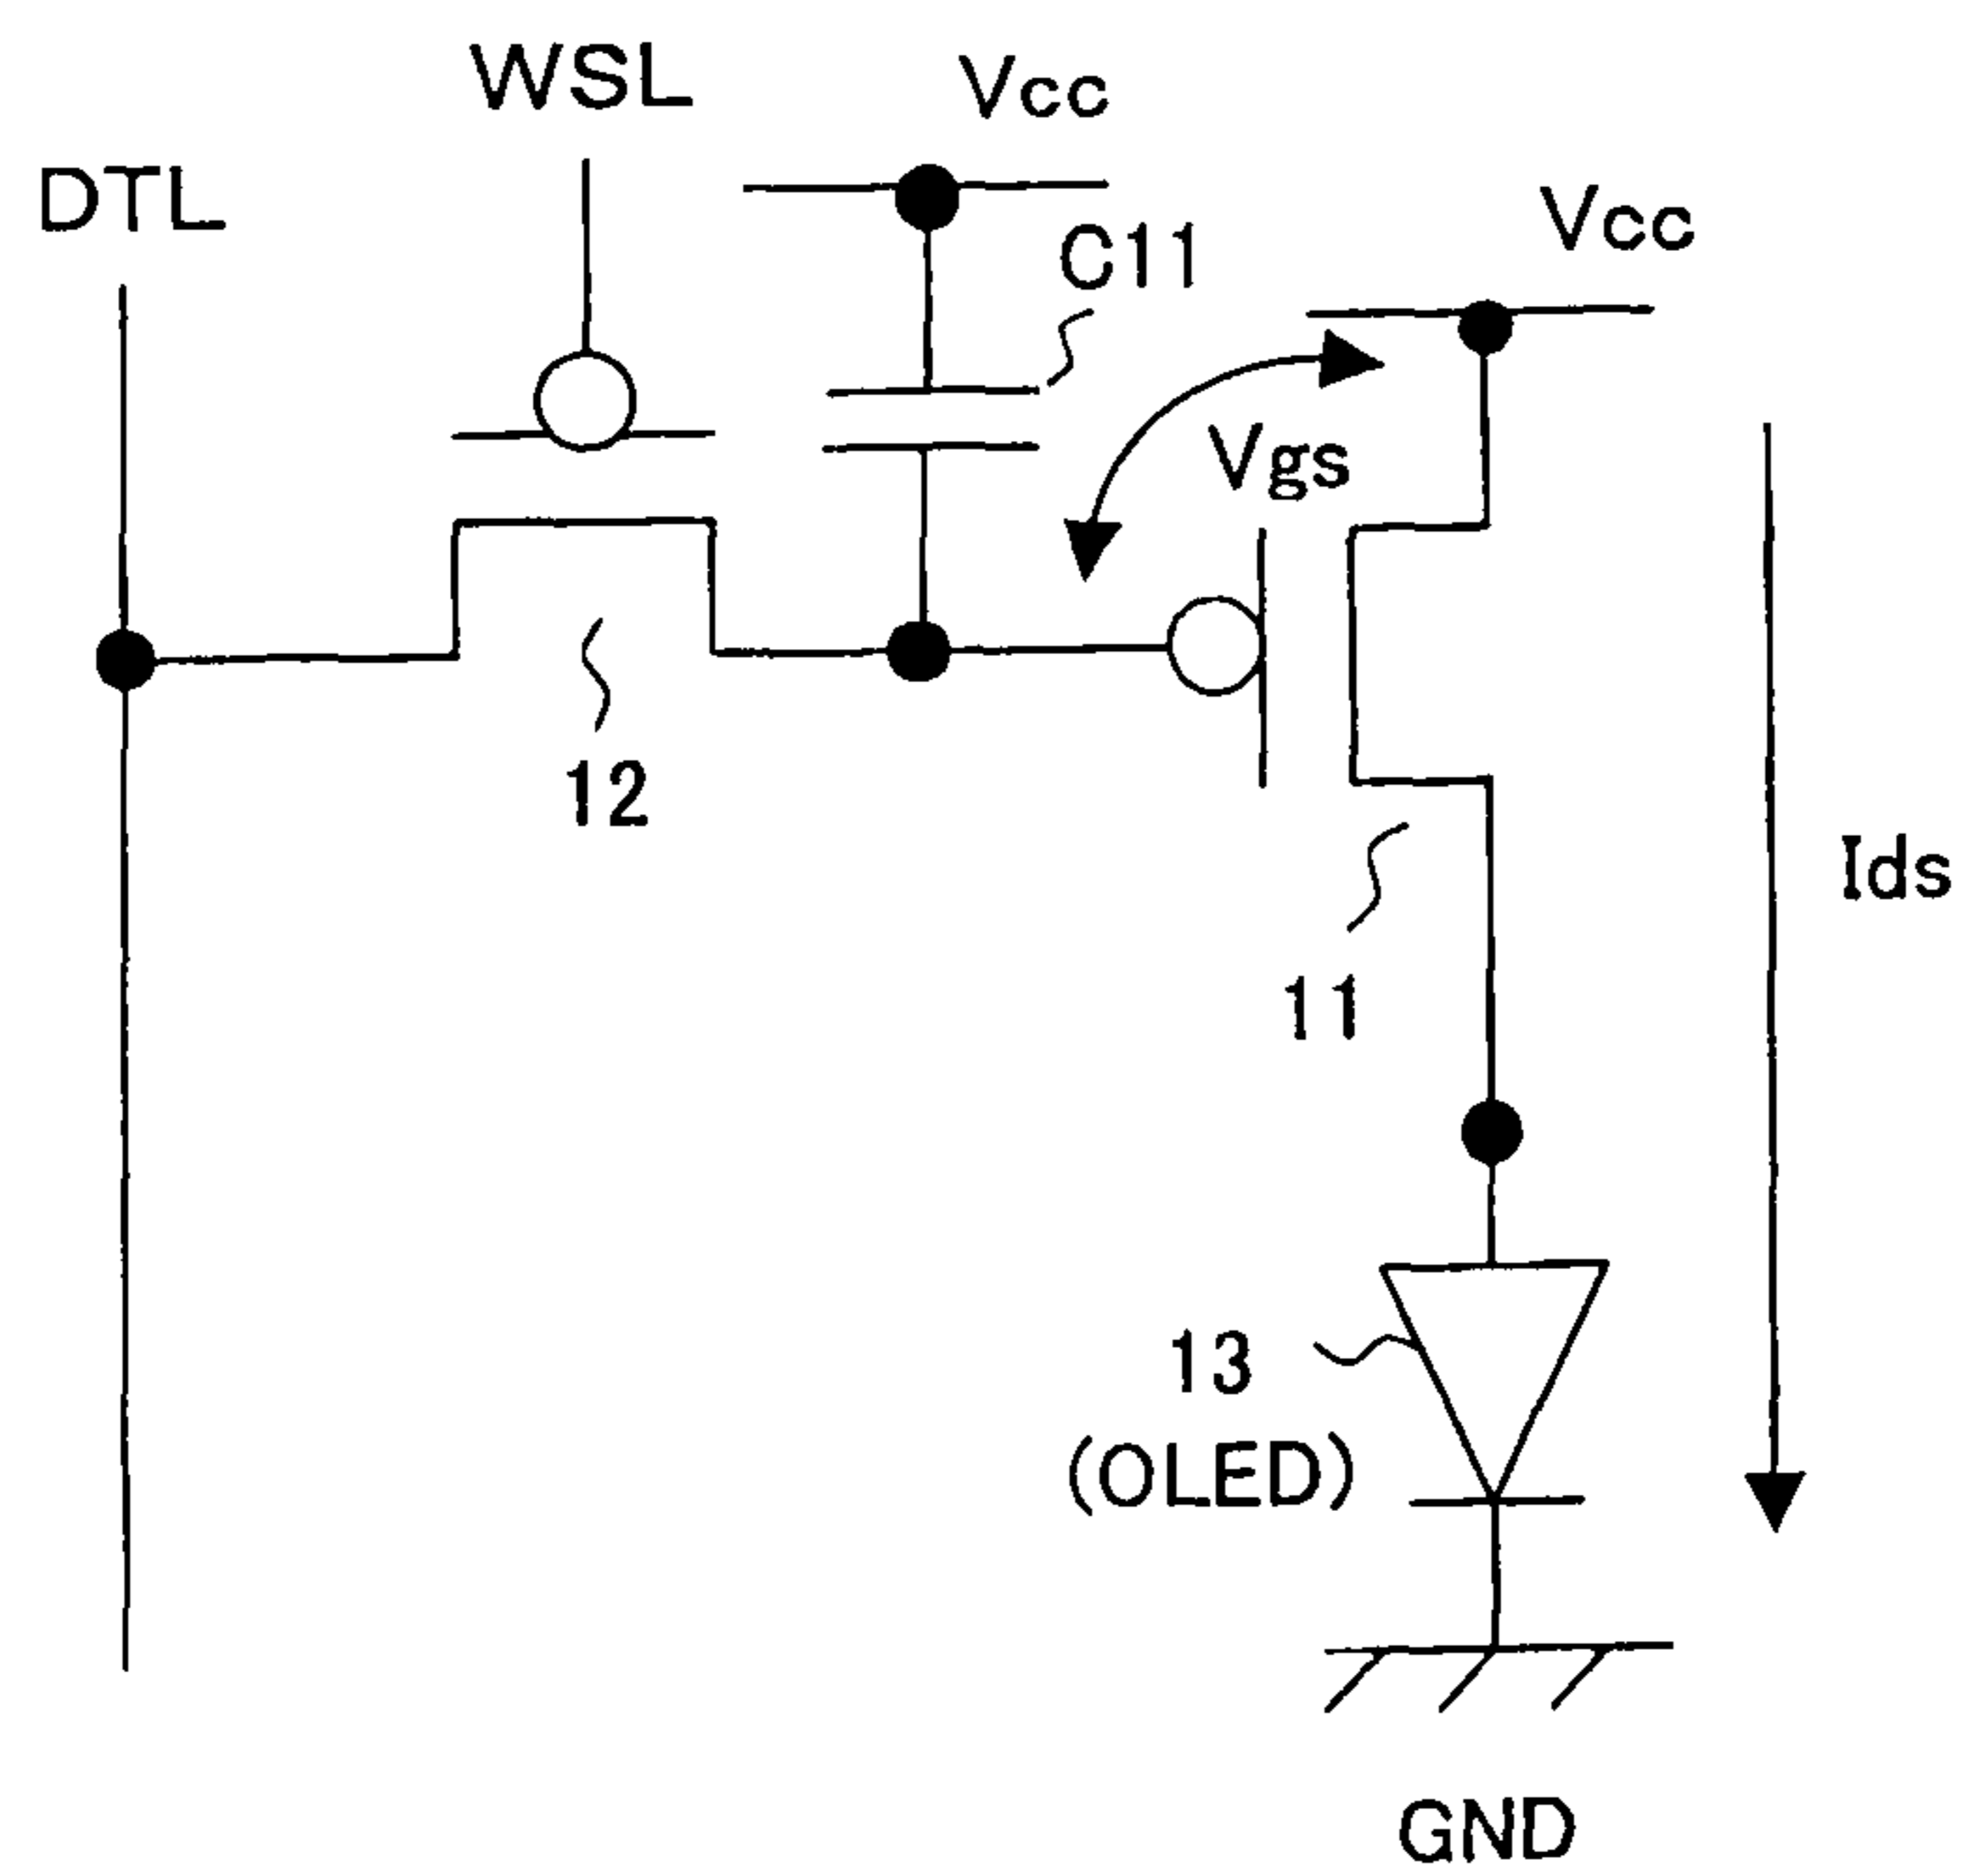 WSL
Vcc
DTL
Vcc
C11
Vgs
12
Ids
11
13
(OLED)
GND